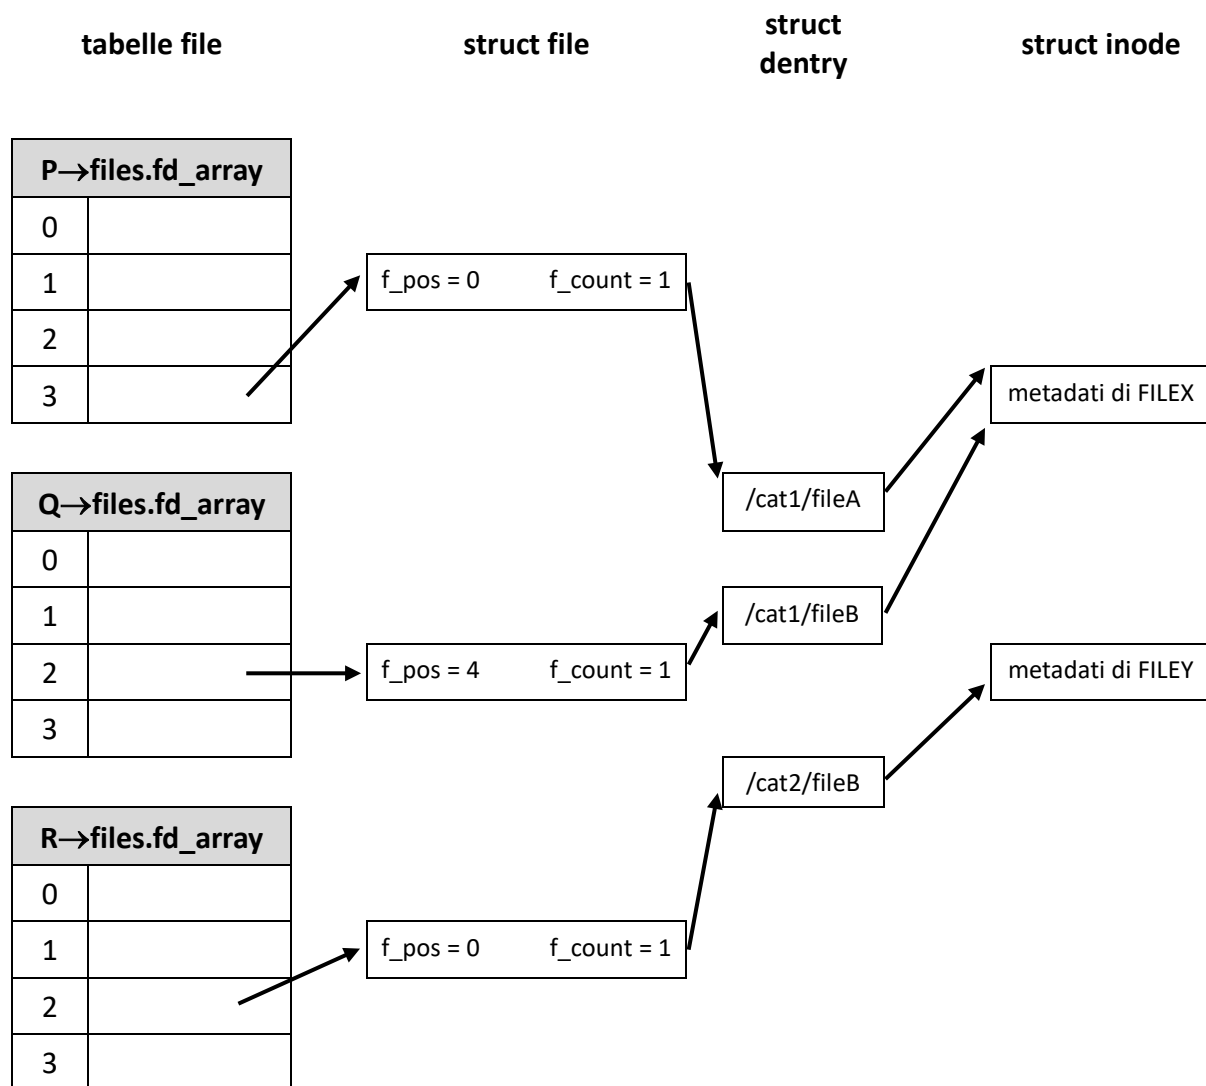 tabelle file
struct file
struct
dentry
struct inode
P→files.fd_array
0
1
2
3
f_pos = 0 f_count = 1
metadati di FILEX
Q→files.fd_array
0
1
2
3
/cat1/fileA
/cat1/fileB
f_pos = 4 f_count = 1
metadati di FILEY
/cat2/fileB
R→files.fd_array
0
1
2
3
f_pos = 0 f_count = 1